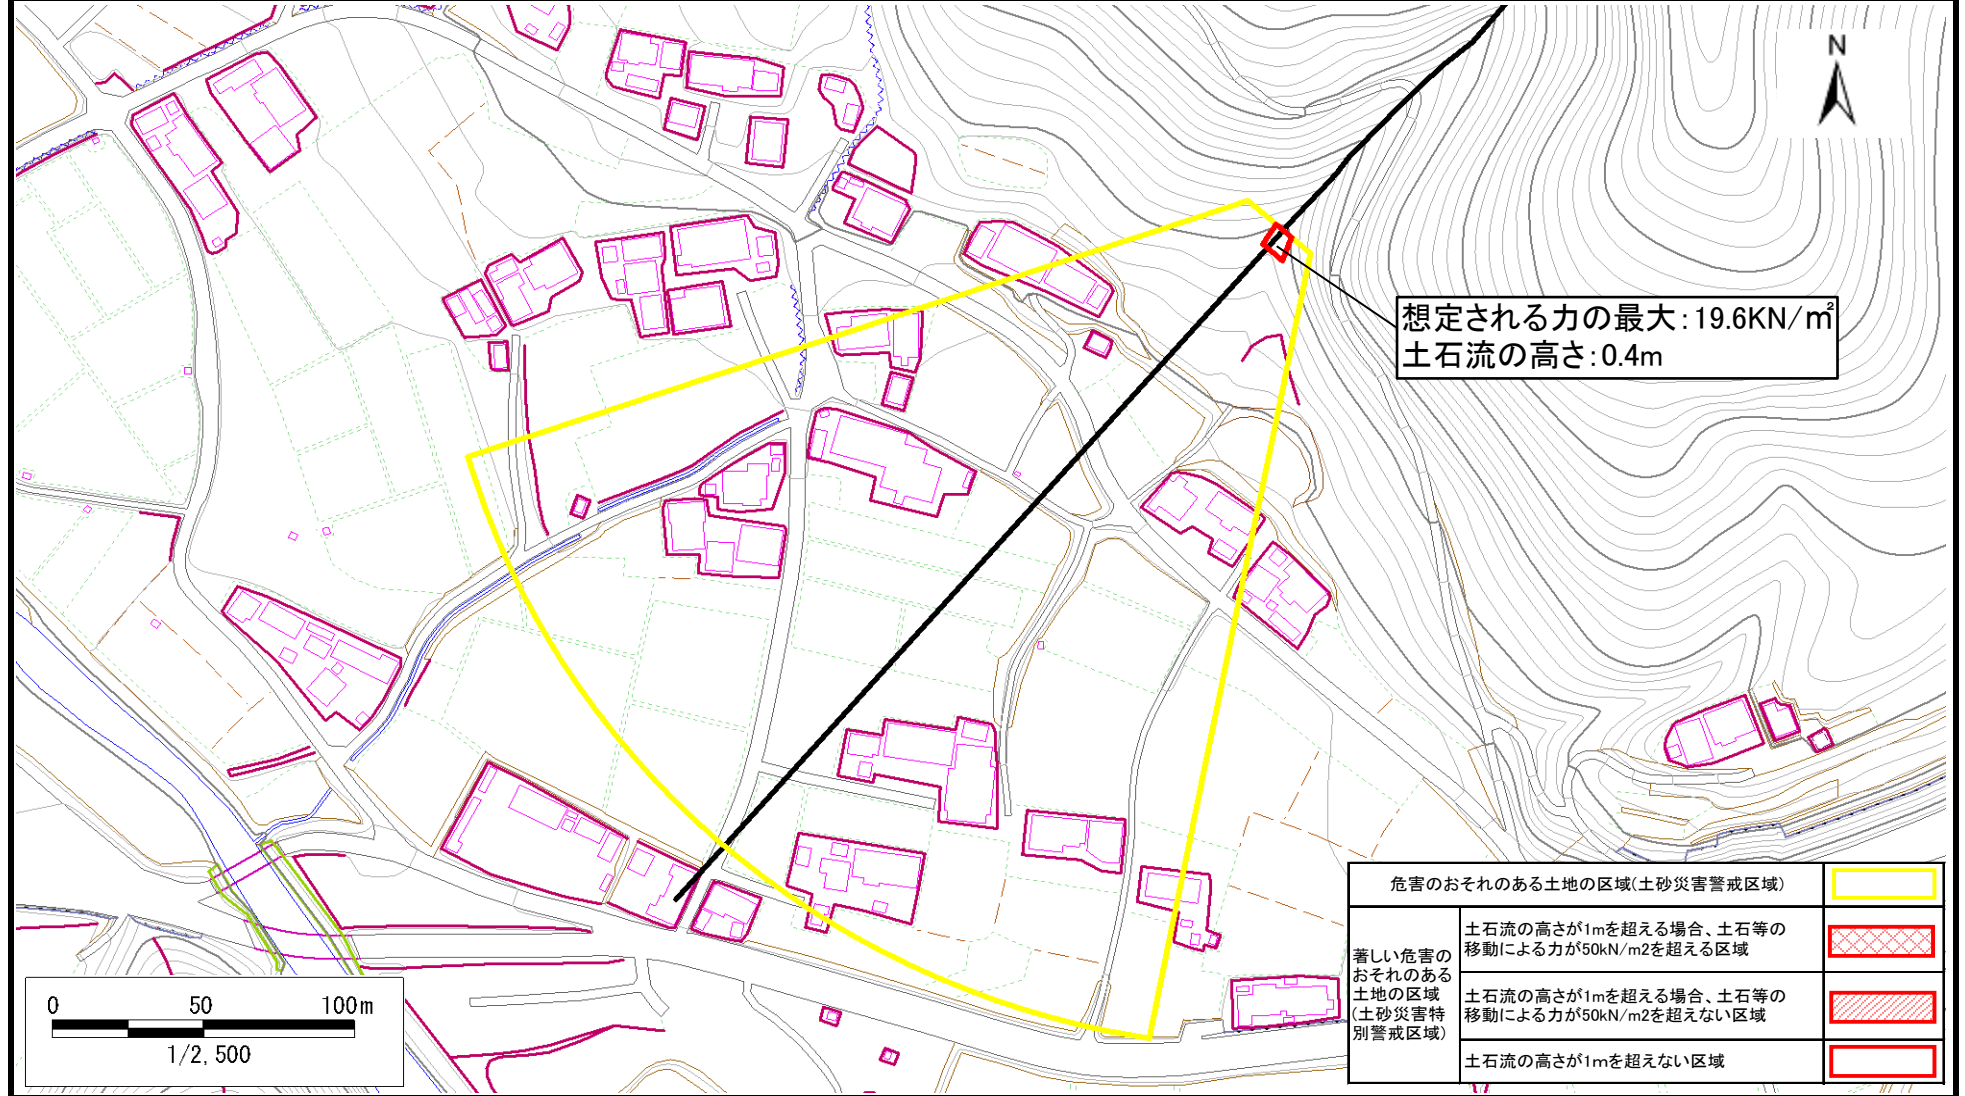 N
想定される力の最大:19.6KN/㎡
土石流の高さ:0.4m
危害のおそれのある土地の区域(土砂災害警戒区域)
著しい危害の
おそれのある
土地の区域
(土砂災害特
別警戒区域)
土石流の高さが1mを超える場合、土石等の
移動による力が50kN/m2を超える区域
土石流の高さが1mを超える場合、土石等の
移動による力が50kN/m2を超えない区域
土石流の高さが1mを超えない区域
0 50 100m
1/2,500